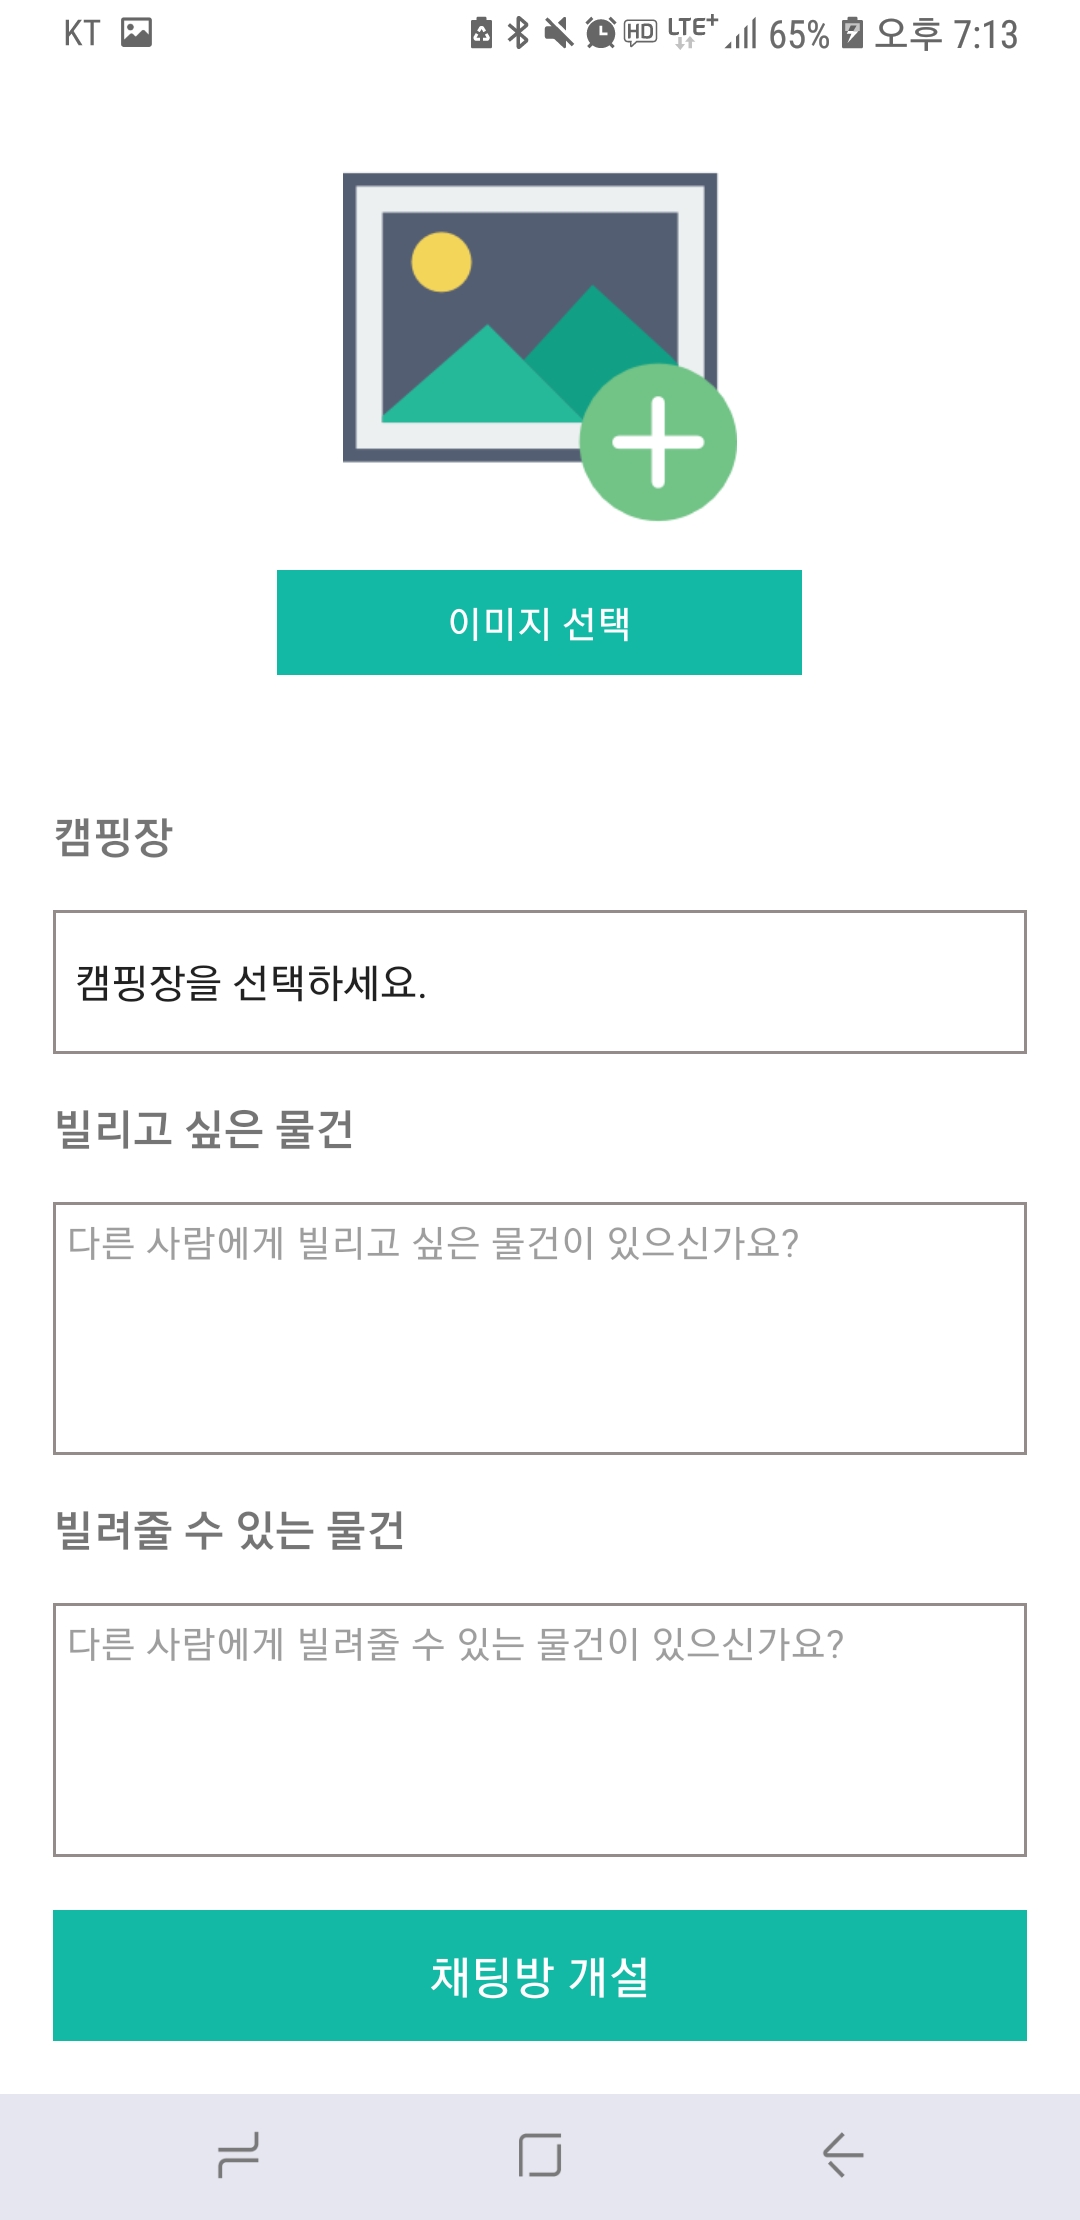 KT HD LTE+ 65% 오후 7:13
이미지 선택
캠핑장
캠핑장을 선택하세요.
빌리고 싶은 물건
다른 사람에게 빌리고 싶은 물건이 있으신가요?
빌려줄 수 있는 물건
다른 사람에게 빌려줄 수 있는 물건이 있으신가요?
채팅방 개설